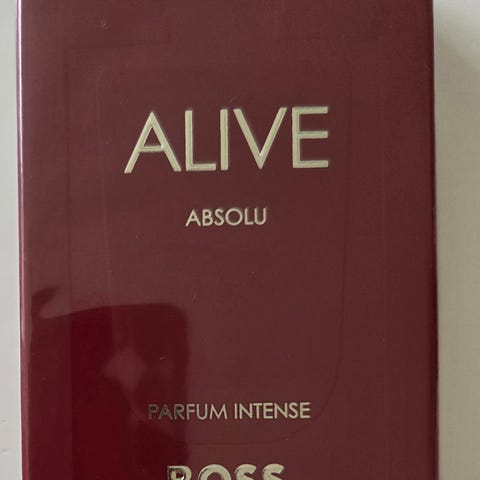 ALIVE
ABSOLU
PARFUM INTENSE
BOSS